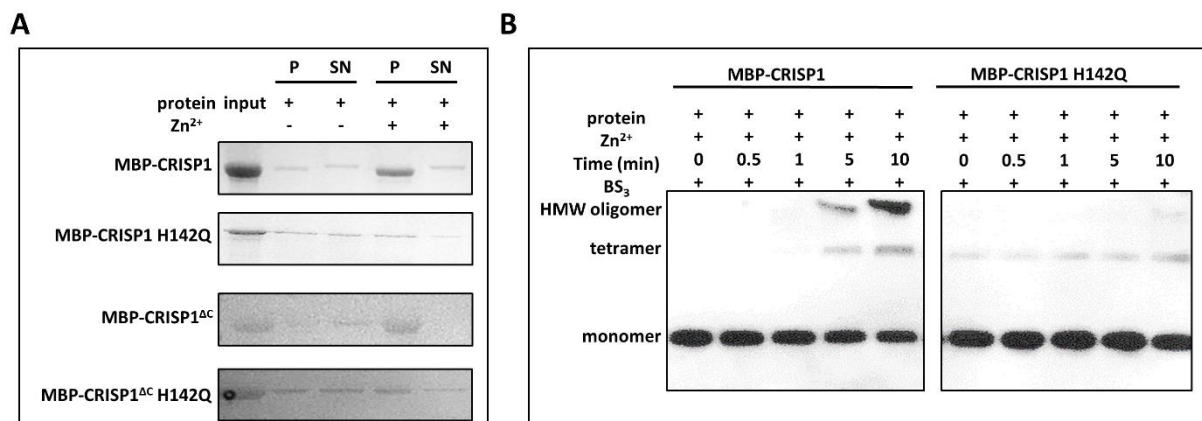 A
P SN P SN
protein input + + + +
Zn²⁺ - - + +
MBP-CRISP1
MBP-CRISP1 H142Q
MBP-CRISP1ᐃC
MBP-CRISP1ᐃC H142Q
B
MBP-CRISP1 MBP-CRISP1 H142Q
protein + + + + + + + + + +
Zn²⁺ + + + + + + + + + +
Time (min) 0 0.5 1 5 10 0 0.5 1 5 10
BS₃ + + + + + + + + + +
HMW oligomer
tetramer
monomer